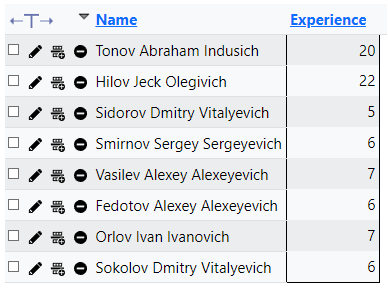 ←T→ Name Experience
Tonov Abraham Indusich 20
Hilov Jeck Olegivich 22
Sidorov Dmitry Vitalyevich 5
Smirnov Sergey Sergeyevich 6
Vasilev Alexey Alexeyevich 7
Fedotov Alexey Alexeyevich 6
Orlov Ivan Ivanovich 7
Sokolov Dmitry Vitalyevich 6